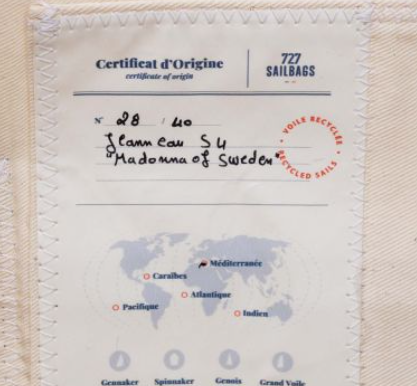 Certificat d'Origine
certificate of origin
727
SAILBAGS
N° 28 / 40
Jeanneau S4
"Madonna of Sweden"
VOILE RECYCLÉE
RECYCLED SAILS
Méditerranée
Caraïbes
Atlantique
Pacifique
Indien
Gennaker Spinnaker Genois Grand Voile